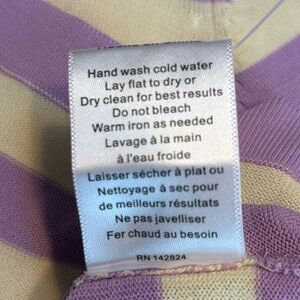 Hand wash cold water
Lay flat to dry or
Dry clean for best results
Do not bleach
Warm iron as needed
Lavage à la main
à l'eau froide
Laisser sécher à plat ou
Nettoyage à sec pour
de meilleurs résultats
Ne pas javelliser
Fer chaud au besoin
RN 142824